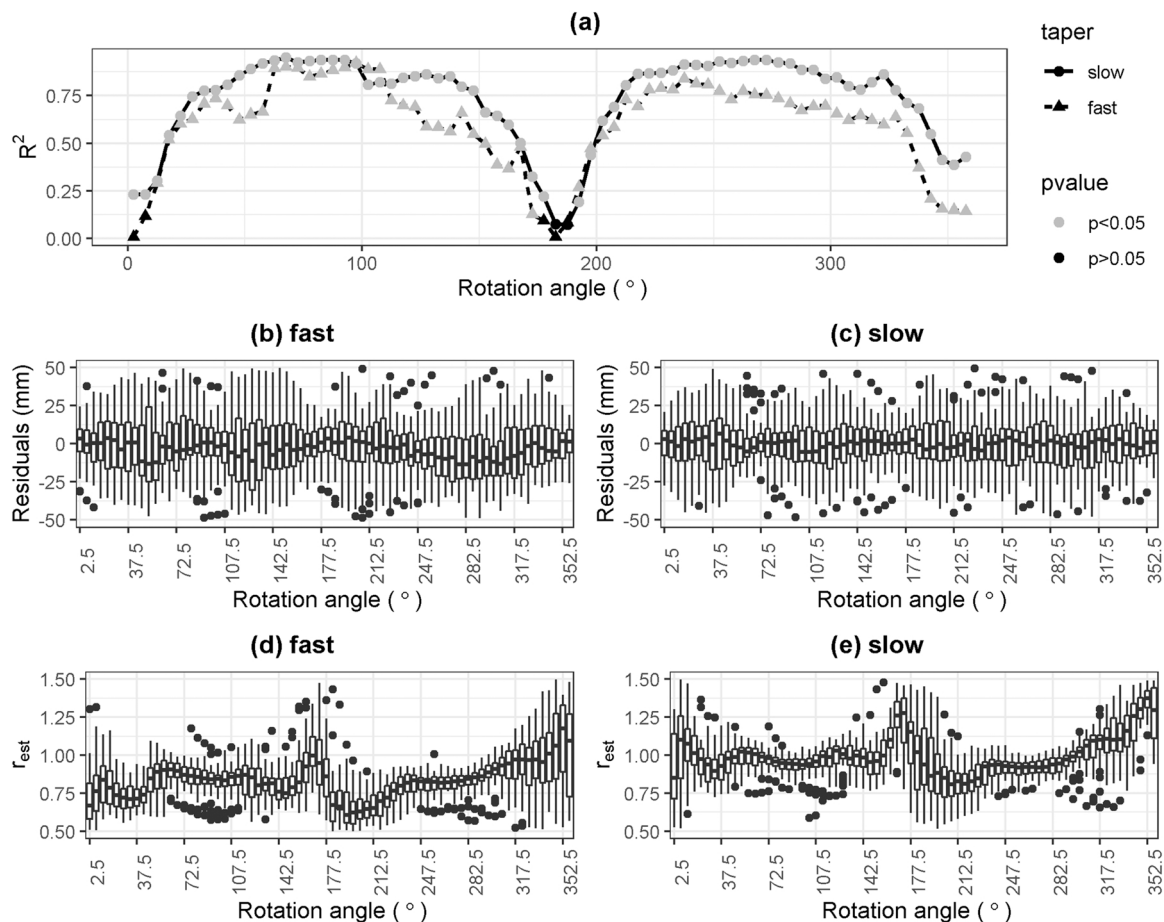 (a)
taper
slow
fast
pvalue
p<0.05
p>0.05
R2
0.75
0.50
0.25
0.00
0 100 200 300
Rotation angle ( ° )
(b) fast
Residuals (mm)
50
25
0
-25
-50
2.5 37.5 72.5 107.5 142.5 177.5 212.5 247.5 282.5 317.5 352.5
Rotation angle ( ° )
(c) slow
Residuals (mm)
50
25
0
-25
-50
2.5 37.5 72.5 107.5 142.5 177.5 212.5 247.5 282.5 317.5 352.5
Rotation angle ( ° )
(d) fast
rest
1.50
1.25
1.00
0.75
0.50
2.5 37.5 72.5 107.5 142.5 177.5 212.5 247.5 282.5 317.5 352.5
Rotation angle ( ° )
(e) slow
rest
1.50
1.25
1.00
0.75
0.50
2.5 37.5 72.5 107.5 142.5 177.5 212.5 247.5 282.5 317.5 352.5
Rotation angle ( ° )